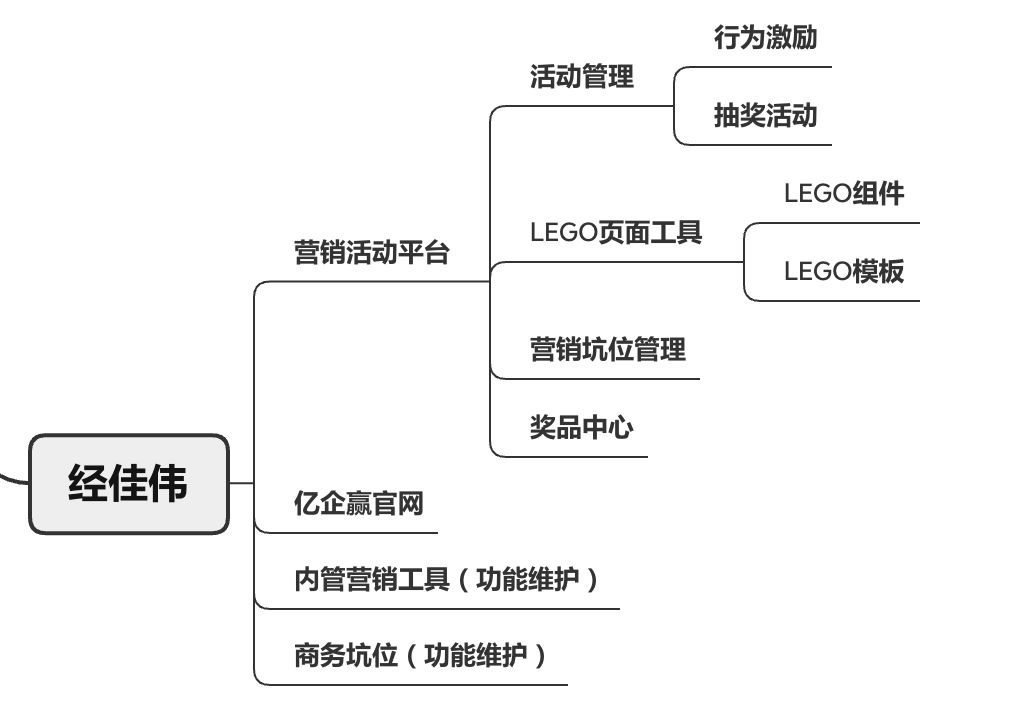 行为激励
活动管理
抽奖活动
LEGO组件
LEGO页面工具
LEGO模板
营销活动平台
营销坑位管理
奖品中心
经佳伟
亿企赢官网
内管营销工具（功能维护）
商务坑位（功能维护）